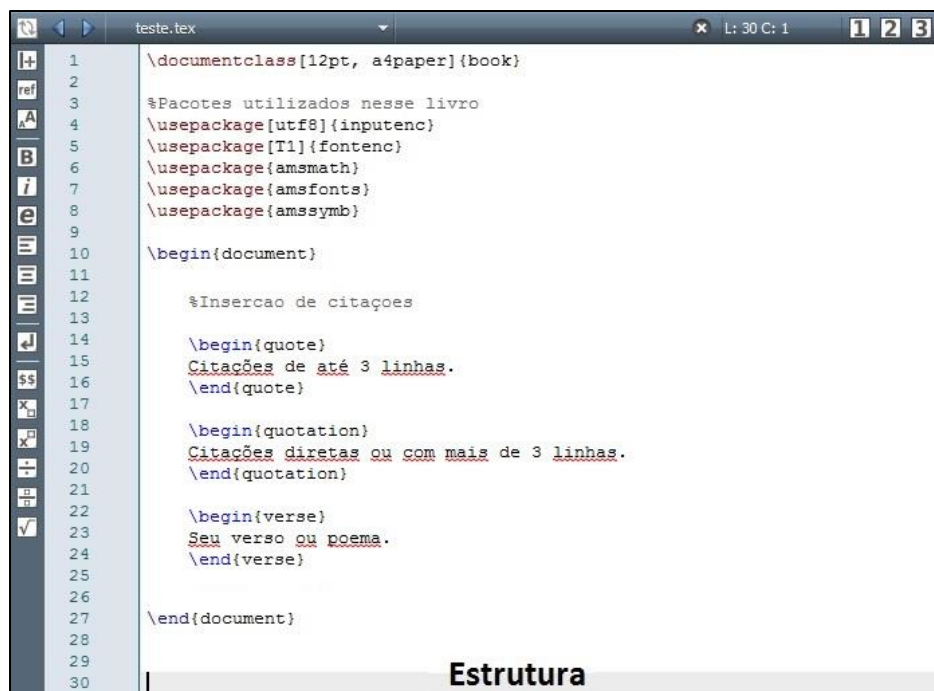 teste.tex L: 30 C: 1 1 2 3
1 \documentclass[12pt, a4paper]{book}
2
3 %Pacotes utilizados nesse livro
4 \usepackage[utf8]{inputenc}
5 \usepackage[T1]{fontenc}
6 \usepackage{amsmath}
7 \usepackage{amsfonts}
8 \usepackage{amssymb}
9
10 \begin{document}
11
12 %Insercao de citaçoes
13
14 \begin{quote}
15 Citações de até 3 linhas.
16 \end{quote}
17
18 \begin{quotation}
19 Citações diretas ou com mais de 3 linhas.
20 \end{quotation}
21
22 \begin{verse}
23 Seu verso ou poema.
24 \end{verse}
25
26
27 \end{document}
28
29
30
Estrutura